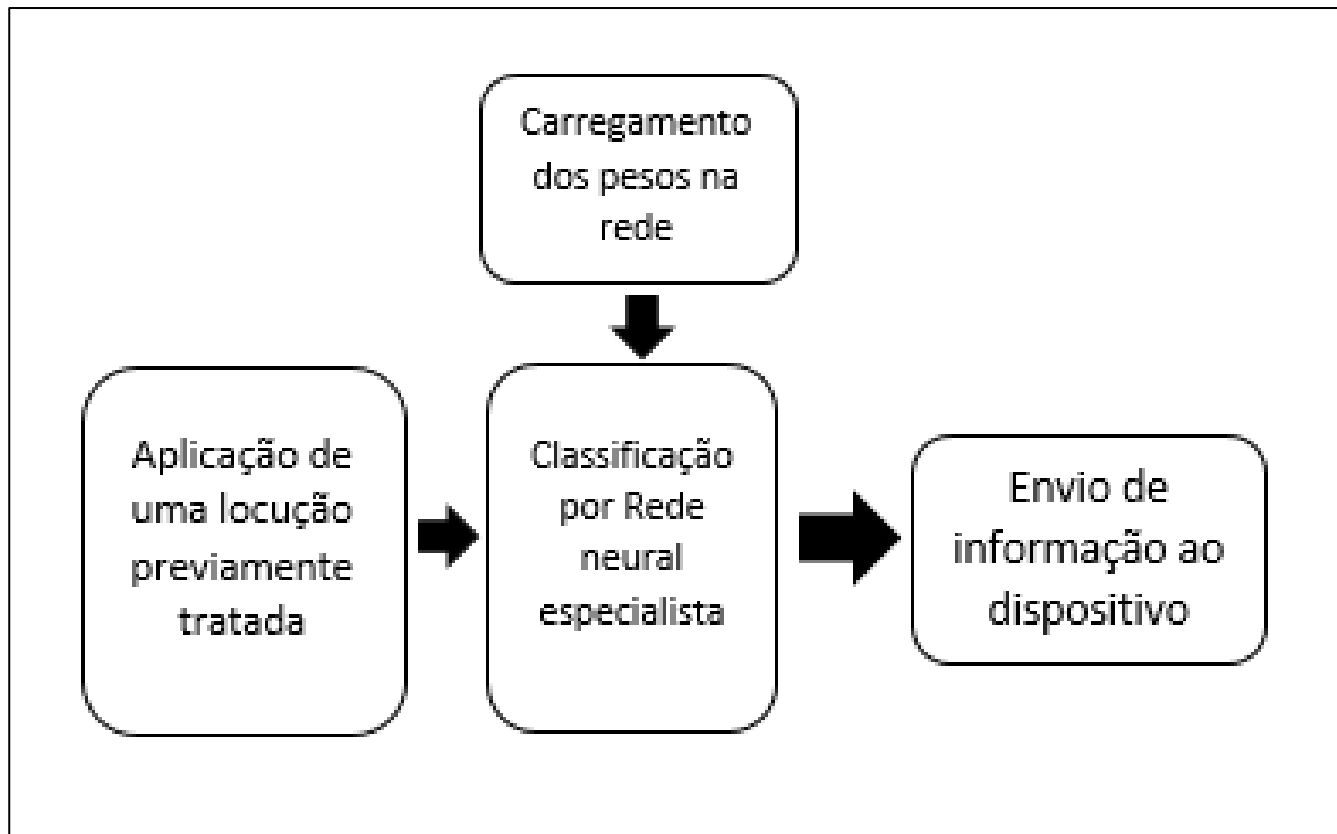 Carregamento
dos pesos na
rede
Aplicação de
uma locução
previamente
tratada
Classificação
por Rede
neural
especialista
Envio de
informação ao
dispositivo